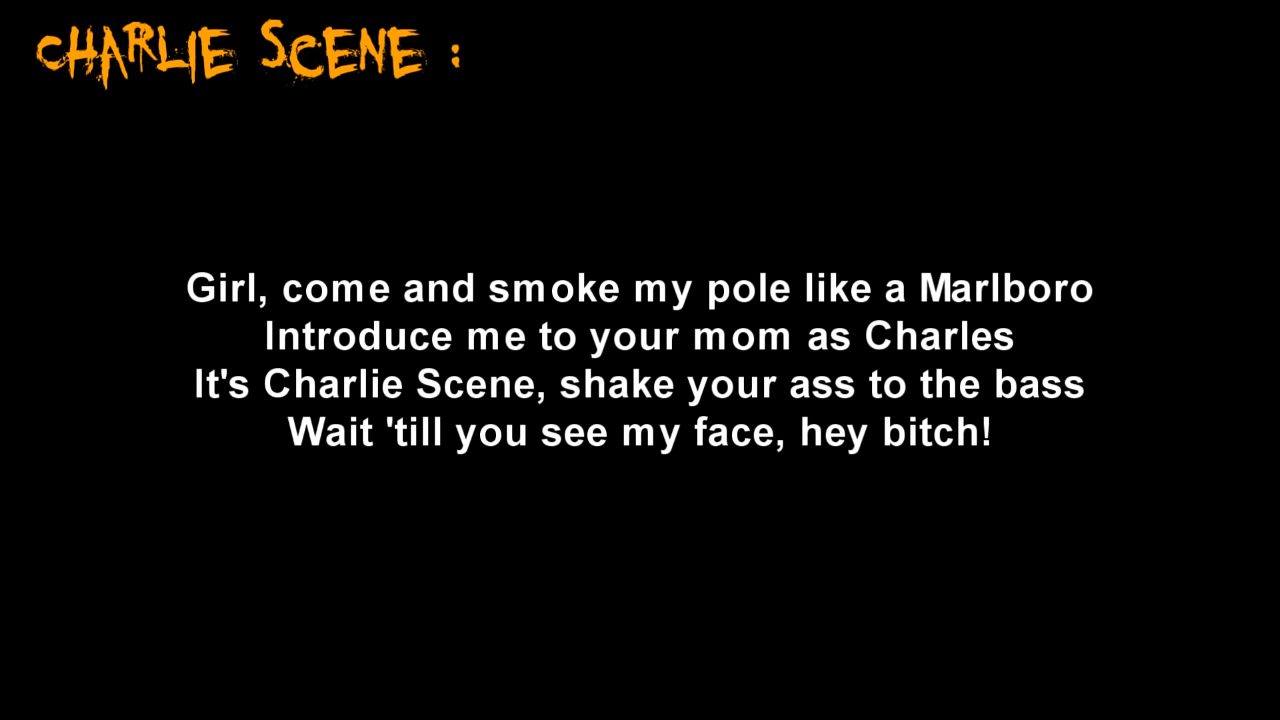 CHARLIE SCENE :
Girl, come and smoke my pole like a Marlboro
Introduce me to your mom as Charles
It's Charlie Scene, shake your ass to the bass
Wait 'till you see my face, hey bitch!